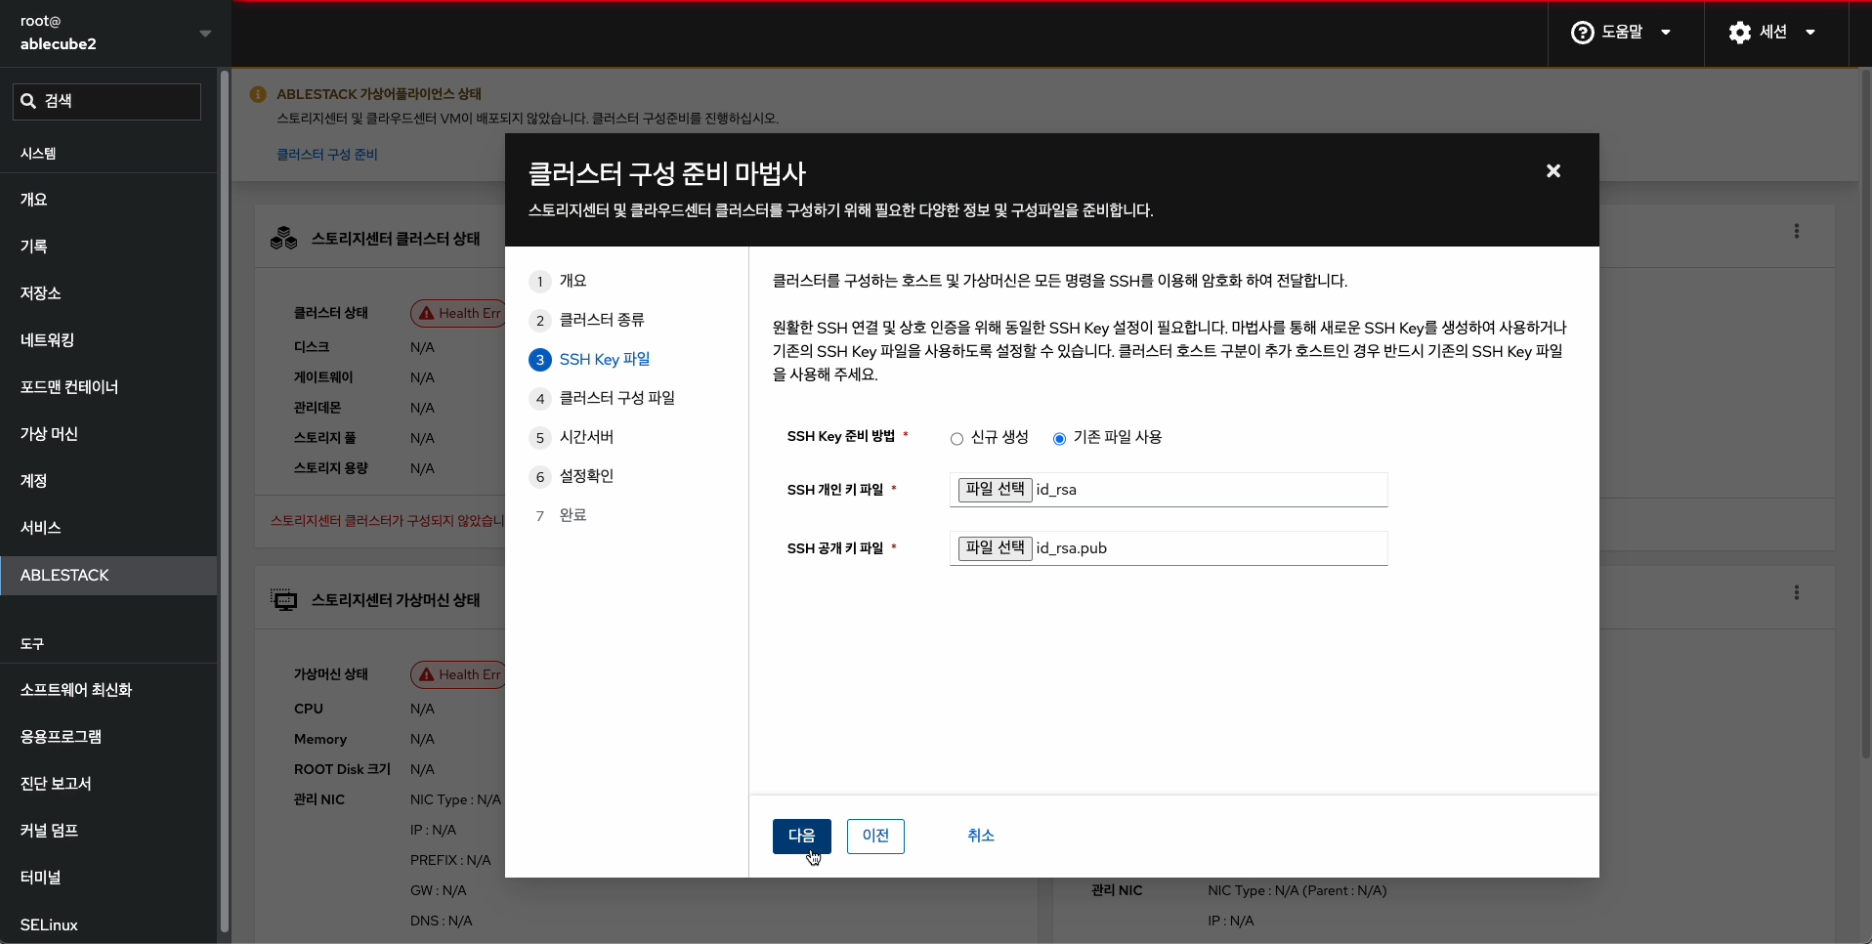 root@
ablecube2
도움말
세션
검색
시스템
개요
기록
저장소
네트워킹
포드맨 컨테이너
가상 머신
계정
서비스
ABLESTACK
도구
소프트웨어 최신화
응용프로그램
진단 보고서
커널 덤프
터미널
SELinux
ABLESTACK 가상어플라이언스 상태
스토리지센터 및 클라우드센터 VM이 배포되지 않았습니다. 클러스터 구성준비를 진행하십시오.
클러스터 구성 준비
스토리지센터 클러스터 상태
클러스터 상태 Health Err
디스크 N/A
게이트웨이 N/A
관리데몬 N/A
스토리지 풀 N/A
스토리지 용량 N/A
스토리지센터 클러스터가 구성되지 않았습니
스토리지센터 가상머신 상태
가상머신 상태 Health Err
CPU N/A
Memory N/A
ROOT Disk 크기 N/A
관리 NIC NIC Type : N/A
IP : N/A
PREFIX : N/A
GW : N/A
DNS : N/A
클러스터 구성 준비 마법사
스토리지센터 및 클라우드센터 클러스터를 구성하기 위해 필요한 다양한 정보 및 구성파일을 준비합니다.
1 개요
2 클러스터 종류
3 SSH Key 파일
4 클러스터 구성 파일
5 시간서버
6 설정확인
7 완료
클러스터를 구성하는 호스트 및 가상머신은 모든 명령을 SSH를 이용해 암호화 하여 전달합니다.
원활한 SSH 연결 및 상호 인증을 위해 동일한 SSH Key 설정이 필요합니다. 마법사를 통해 새로운 SSH Key를 생성하여 사용하거나
기존의 SSH Key 파일을 사용하도록 설정할 수 있습니다. 클러스터 호스트 구분이 추가 호스트인 경우 반드시 기존의 SSH Key 파일
을 사용해 주세요.
SSH Key 준비 방법 * 신규 생성 기존 파일 사용
SSH 개인 키 파일 * 파일 선택 id_rsa
SSH 공개 키 파일 * 파일 선택 id_rsa.pub
다음 이전 취소
관리 NIC NIC Type : N/A (Parent : N/A)
IP : N/A